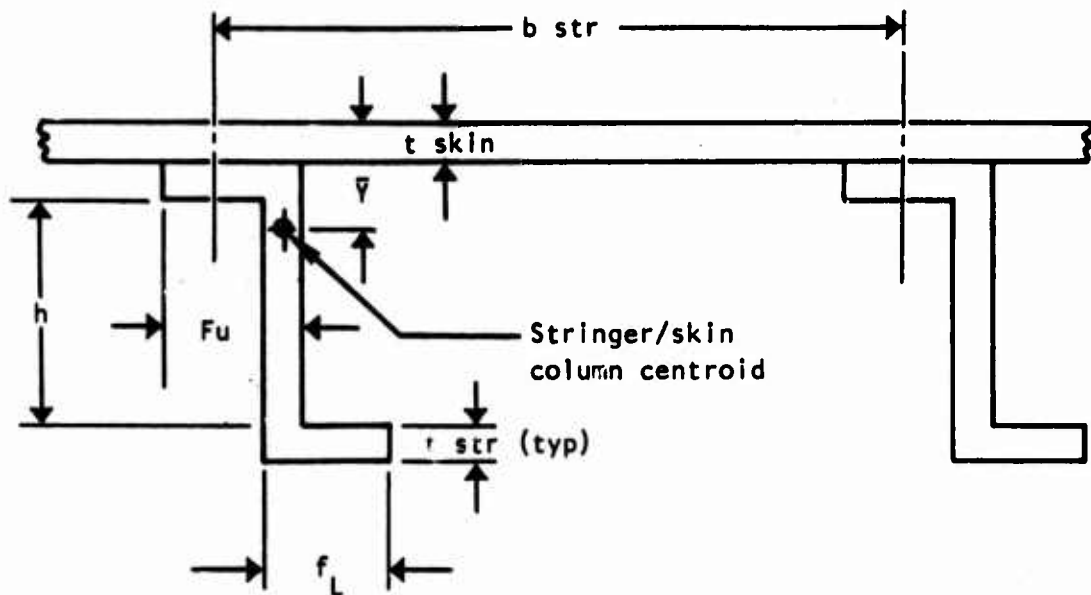 b str
t skin
Ȳ
h
Fu
Stringer/skin
column centroid
str (typ)
f_L